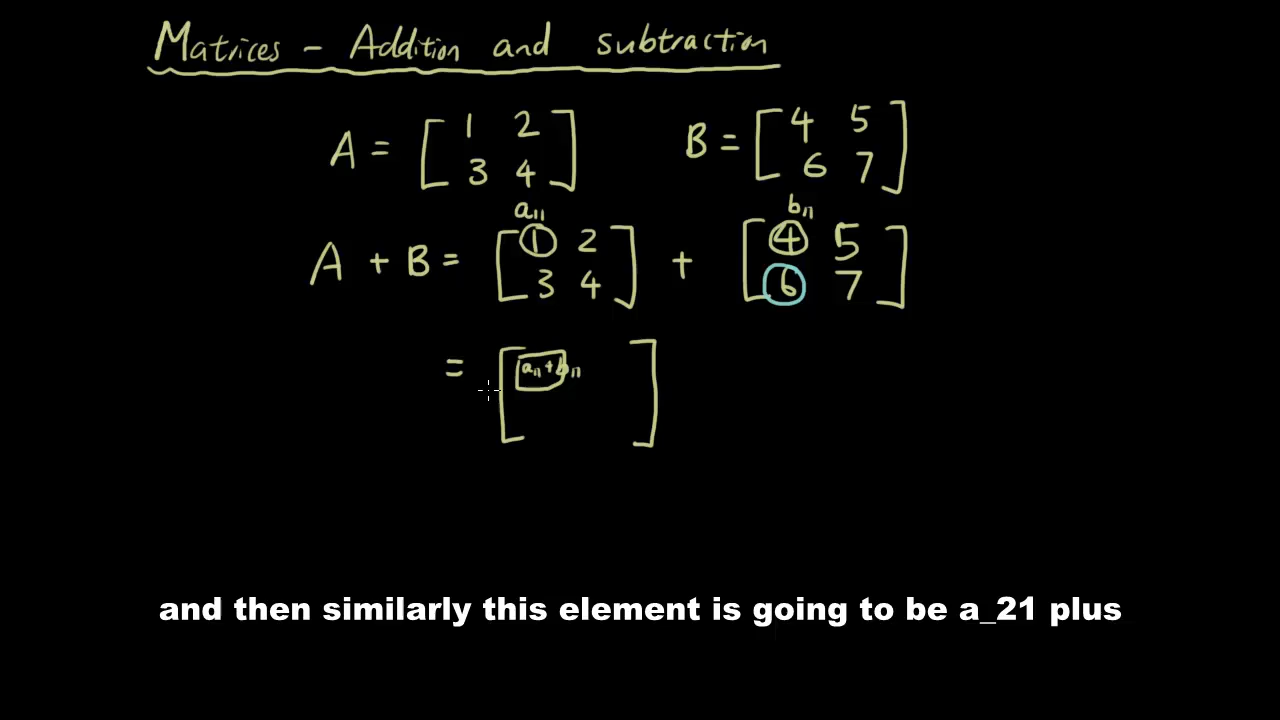 Matrices - Addition and subtraction
A = [ 1 2 3 4 ] B = [ 4 5 6 7 ]
a11 b11
A + B = [ 1 2 3 4 ] + [ 4 5 6 7 ]
= [ a11 + b11 ]
and then similarly this element is going to be a_21 plus